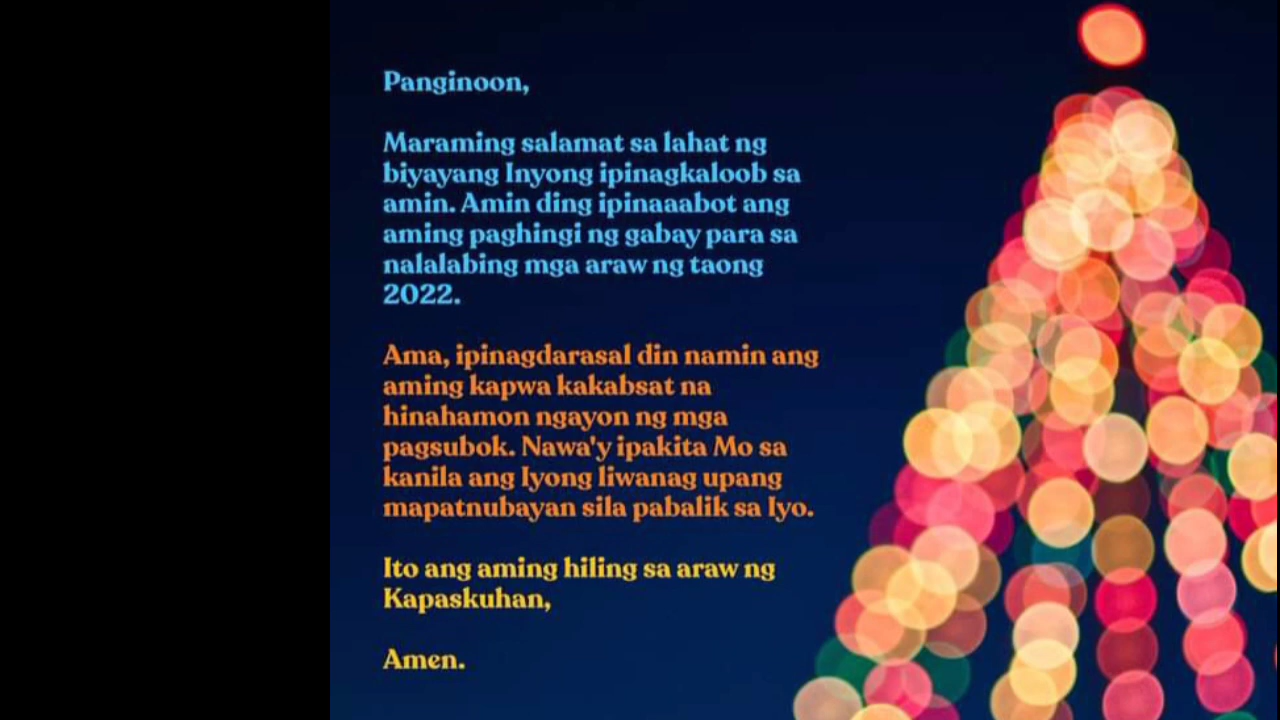 Panginoon,
Maraming salamat sa lahat ng
biyayang Inyong ipinagkaloob sa
amin. Amin ding ipinaaabot ang
aming paghingi ng gabay para sa
nalalabing mga araw ng taong
2022.
Ama, ipinagdarasal din namin ang
aming kapwa kakabsat na
hinahamon ngayon ng mga
pagsubok. Nawa'y ipakita Mo sa
kanila ang Iyong liwanag upang
mapatnubayan sila pabalik sa Iyo.
Ito ang aming hiling sa araw ng
Kapaskuhan,
Amen.